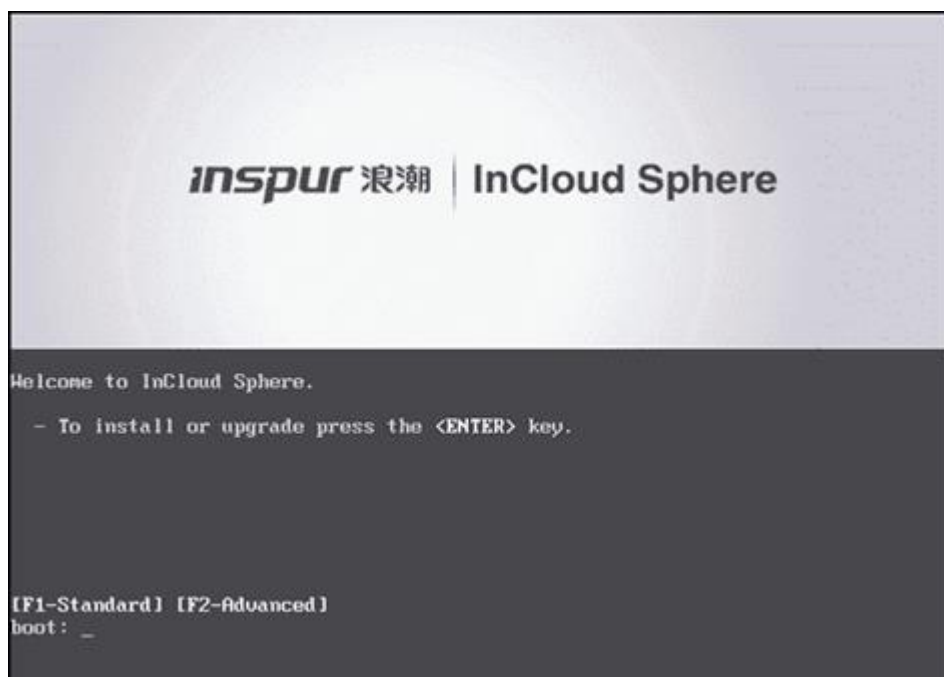 inspur 浪潮 | InCloud Sphere
Welcome to InCloud Sphere.
- To install or upgrade press the <ENTER> key.
[F1-Standard] [F2-Advanced]
boot: _